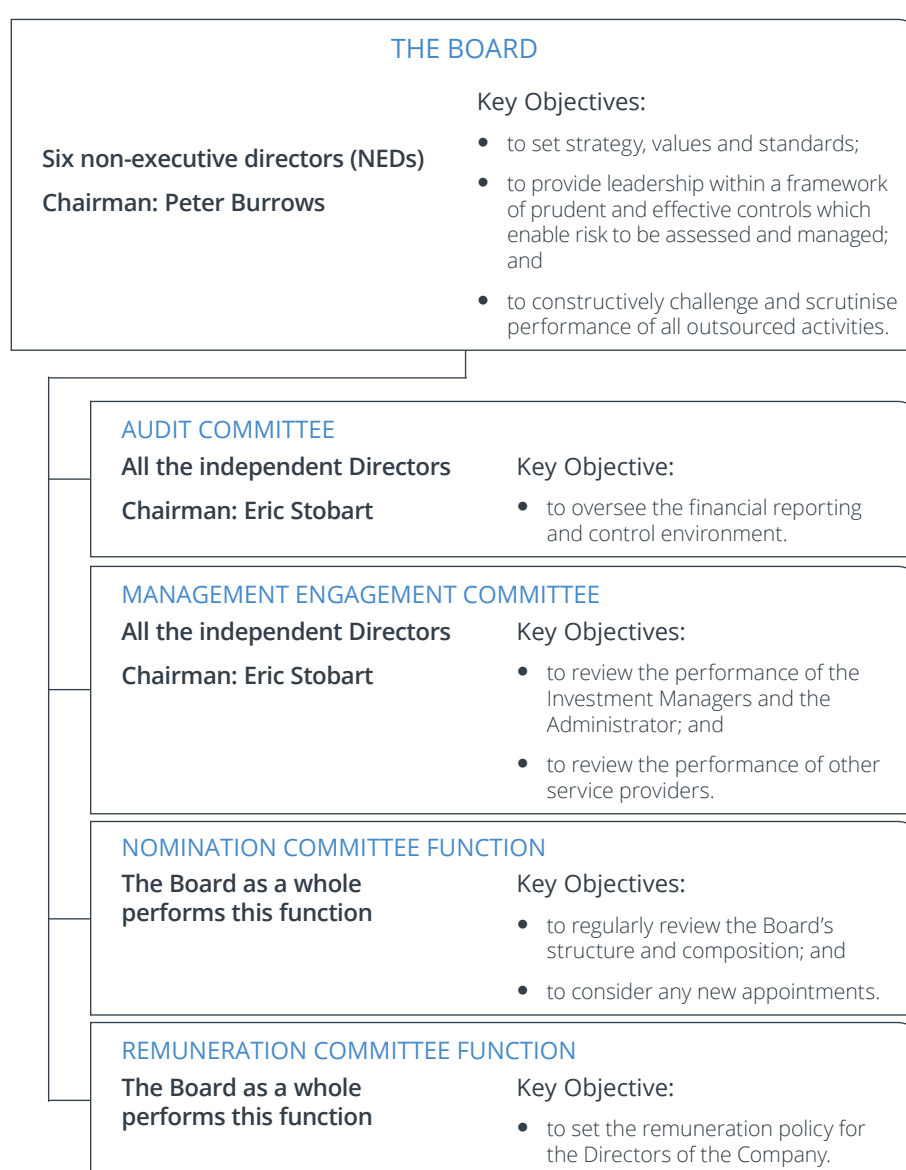 THE BOARD
Six non-executive directors (NEDs)
Chairman: Peter Burrows
Key Objectives:
• to set strategy, values and standards;
• to provide leadership within a framework
of prudent and effective controls which
enable risk to be assessed and managed;
and
• to constructively challenge and scrutinise
performance of all outsourced activities.
AUDIT COMMITTEE
All the independent Directors
Chairman: Eric Stobart
Key Objective:
• to oversee the financial reporting
and control environment.
MANAGEMENT ENGAGEMENT COMMITTEE
All the independent Directors
Chairman: Eric Stobart
Key Objectives:
• to review the performance of the
Investment Managers and the
Administrator; and
• to review the performance of other
service providers.
NOMINATION COMMITTEE FUNCTION
The Board as a whole
performs this function
Key Objectives:
• to regularly review the Board’s
structure and composition; and
• to consider any new appointments.
REMUNERATION COMMITTEE FUNCTION
The Board as a whole
performs this function
Key Objective:
• to set the remuneration policy for
the Directors of the Company.